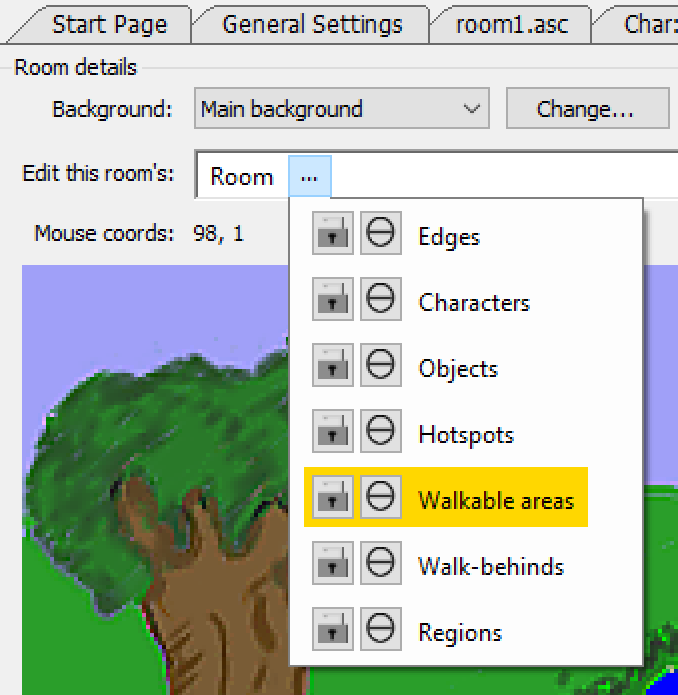 Start Page
General Settings
room1.asc
Char:
Room details
Background: Main background Change...
Edit this room's: Room ...
Mouse coords: 98, 1
Edges
Characters
Objects
Hotspots
Walkable areas
Walk-behinds
Regions